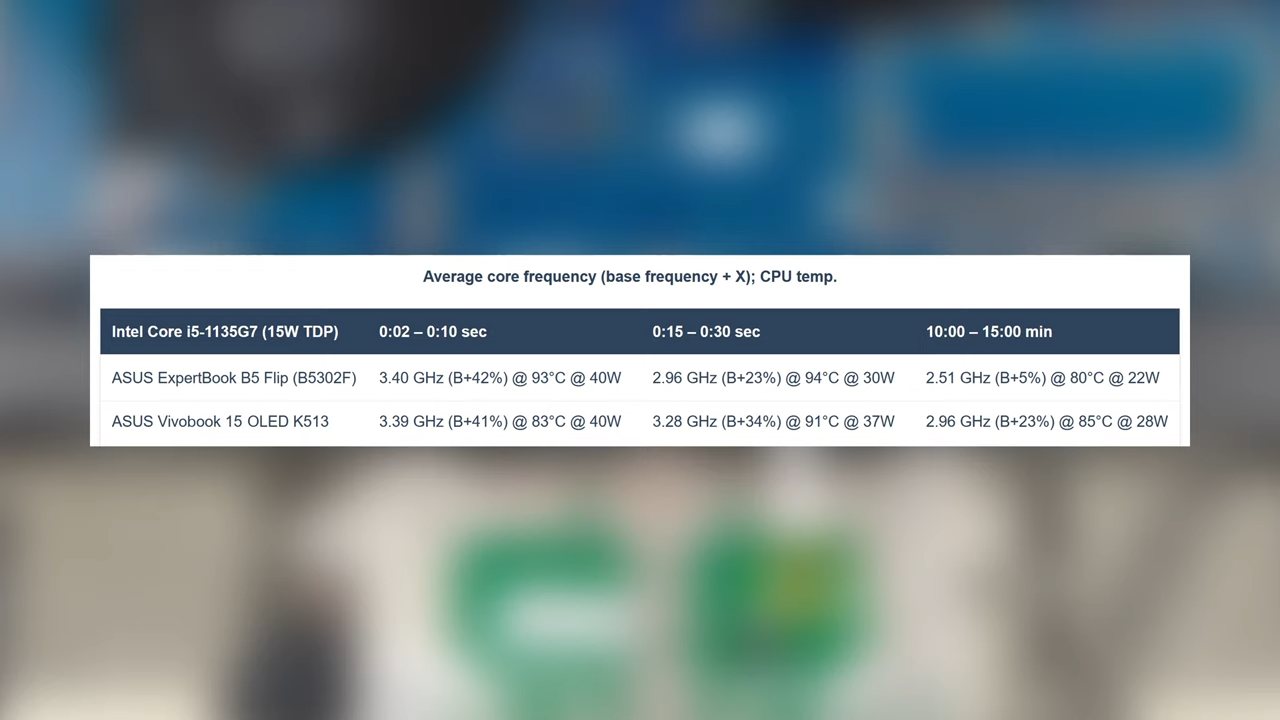 Average core frequency (base frequency + X); CPU temp.
Intel Core i5-1135G7 (15W TDP) 0:02 – 0:10 sec 0:15 – 0:30 sec 10:00 – 15:00 min
ASUS ExpertBook B5 Flip (B5302F) 3.40 GHz (B+42%) @ 93°C @ 40W 2.96 GHz (B+23%) @ 94°C @ 30W 2.51 GHz (B+5%) @ 80°C @ 22W
ASUS Vivobook 15 OLED K513 3.39 GHz (B+41%) @ 83°C @ 40W 3.28 GHz (B+34%) @ 91°C @ 37W 2.96 GHz (B+23%) @ 85°C @ 28W